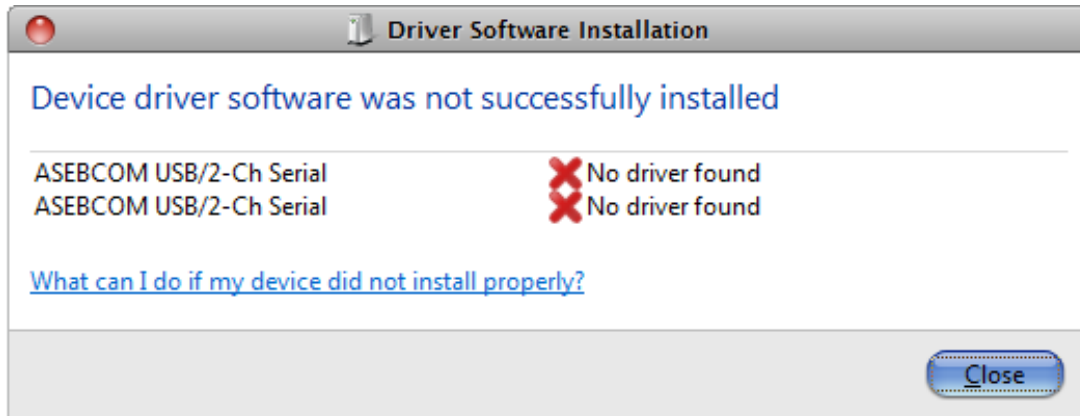 Driver Software Installation
Device driver software was not successfully installed
ASEBCOM USB/2-Ch Serial No driver found
ASEBCOM USB/2-Ch Serial No driver found
What can I do if my device did not install properly?
Close